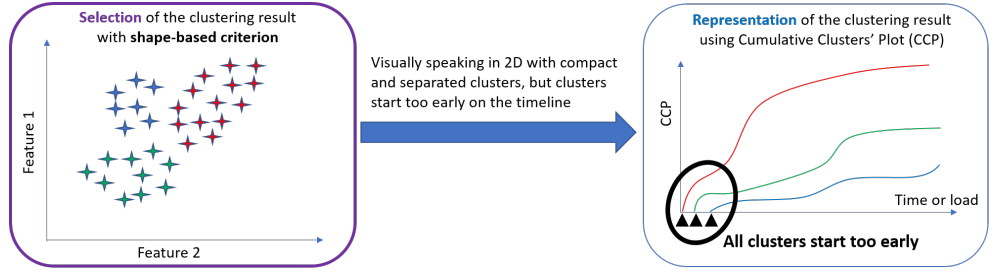 Selection of the clustering result
with shape-based criterion
Feature 1
Feature 2
Visually speaking in 2D with compact
and separated clusters, but clusters
start too early on the timeline
Representation of the clustering result
using Cumulative Clusters’ Plot (CCP)
CCP
Time or load
All clusters start too early